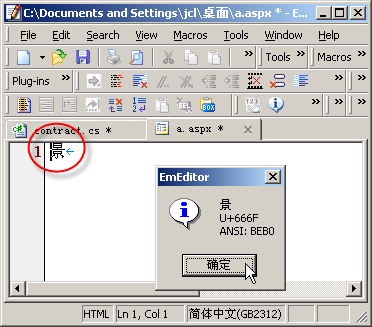 C:\Documents and Settings\jcl\桌面\a.aspx * - E...
File Edit Search View Macros Tools Window Help
Tools Macros
Plug-ins
contract.cs * a.aspx *
1 景←
EmEditor
景
U+666F
ANSI: BEB0
确定
HTML Ln 1, Col 1 简体中文(GB2312)